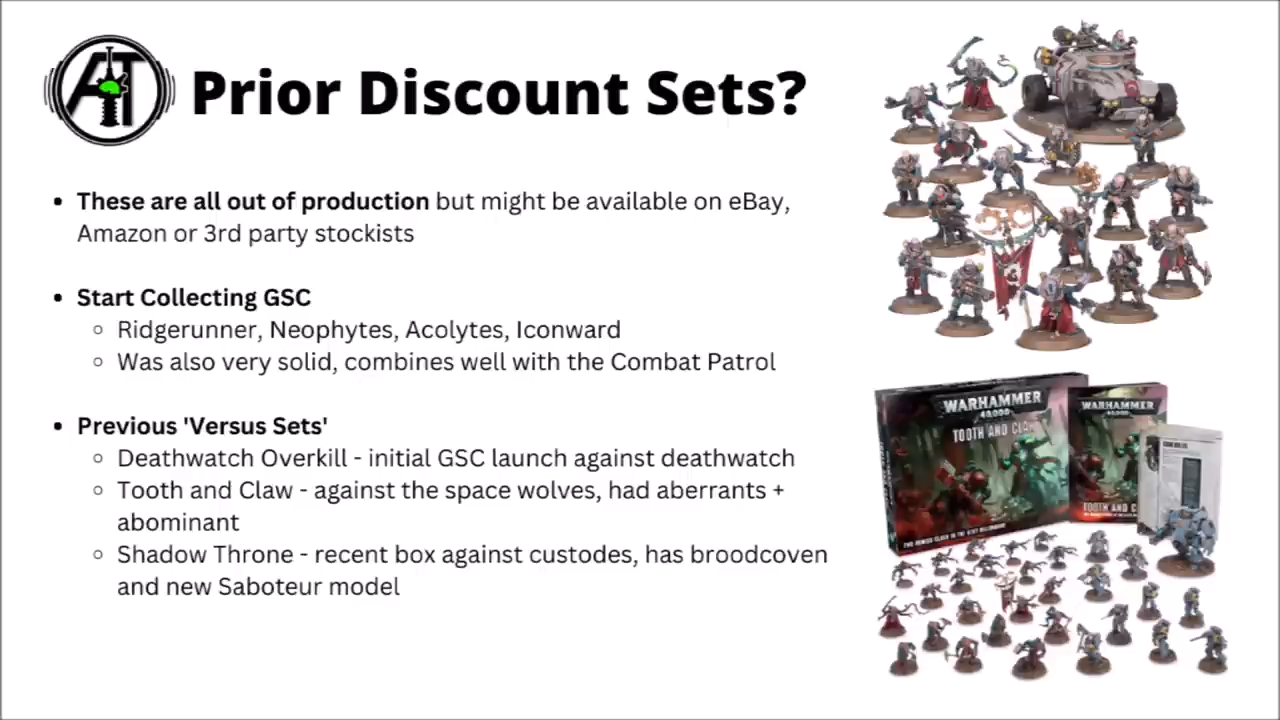 AT
Prior Discount Sets?
• These are all out of production but might be available on eBay,
Amazon or 3rd party stockists
• Start Collecting GSC
◦ Ridgerunner, Neophytes, Acolytes, Iconward
◦ Was also very solid, combines well with the Combat Patrol
• Previous 'Versus Sets'
◦ Deathwatch Overkill - initial GSC launch against deathwatch
◦ Tooth and Claw - against the space wolves, had aberrants +
abominant
◦ Shadow Throne - recent box against custodes, has broodcoven
and new Saboteur model
WARHAMMER
40,000
TOOTH AND CLAW
WARHAMMER
40,000
TOOTH AND C